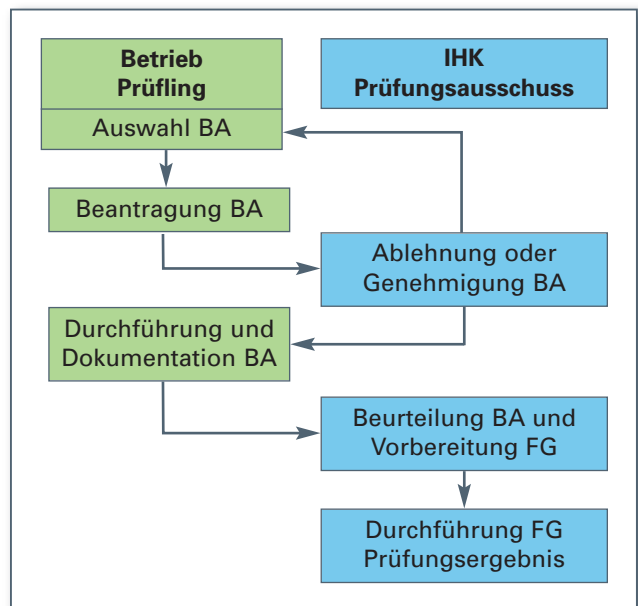 Betrieb
Prüfling
IHK
Prüfungsausschuss
Auswahl BA
Beantragung BA
Ablehnung oder
Genehmigung BA
Durchführung und
Dokumentation BA
Beurteilung BA und
Vorbereitung FG
Durchführung FG
Prüfungsergebnis